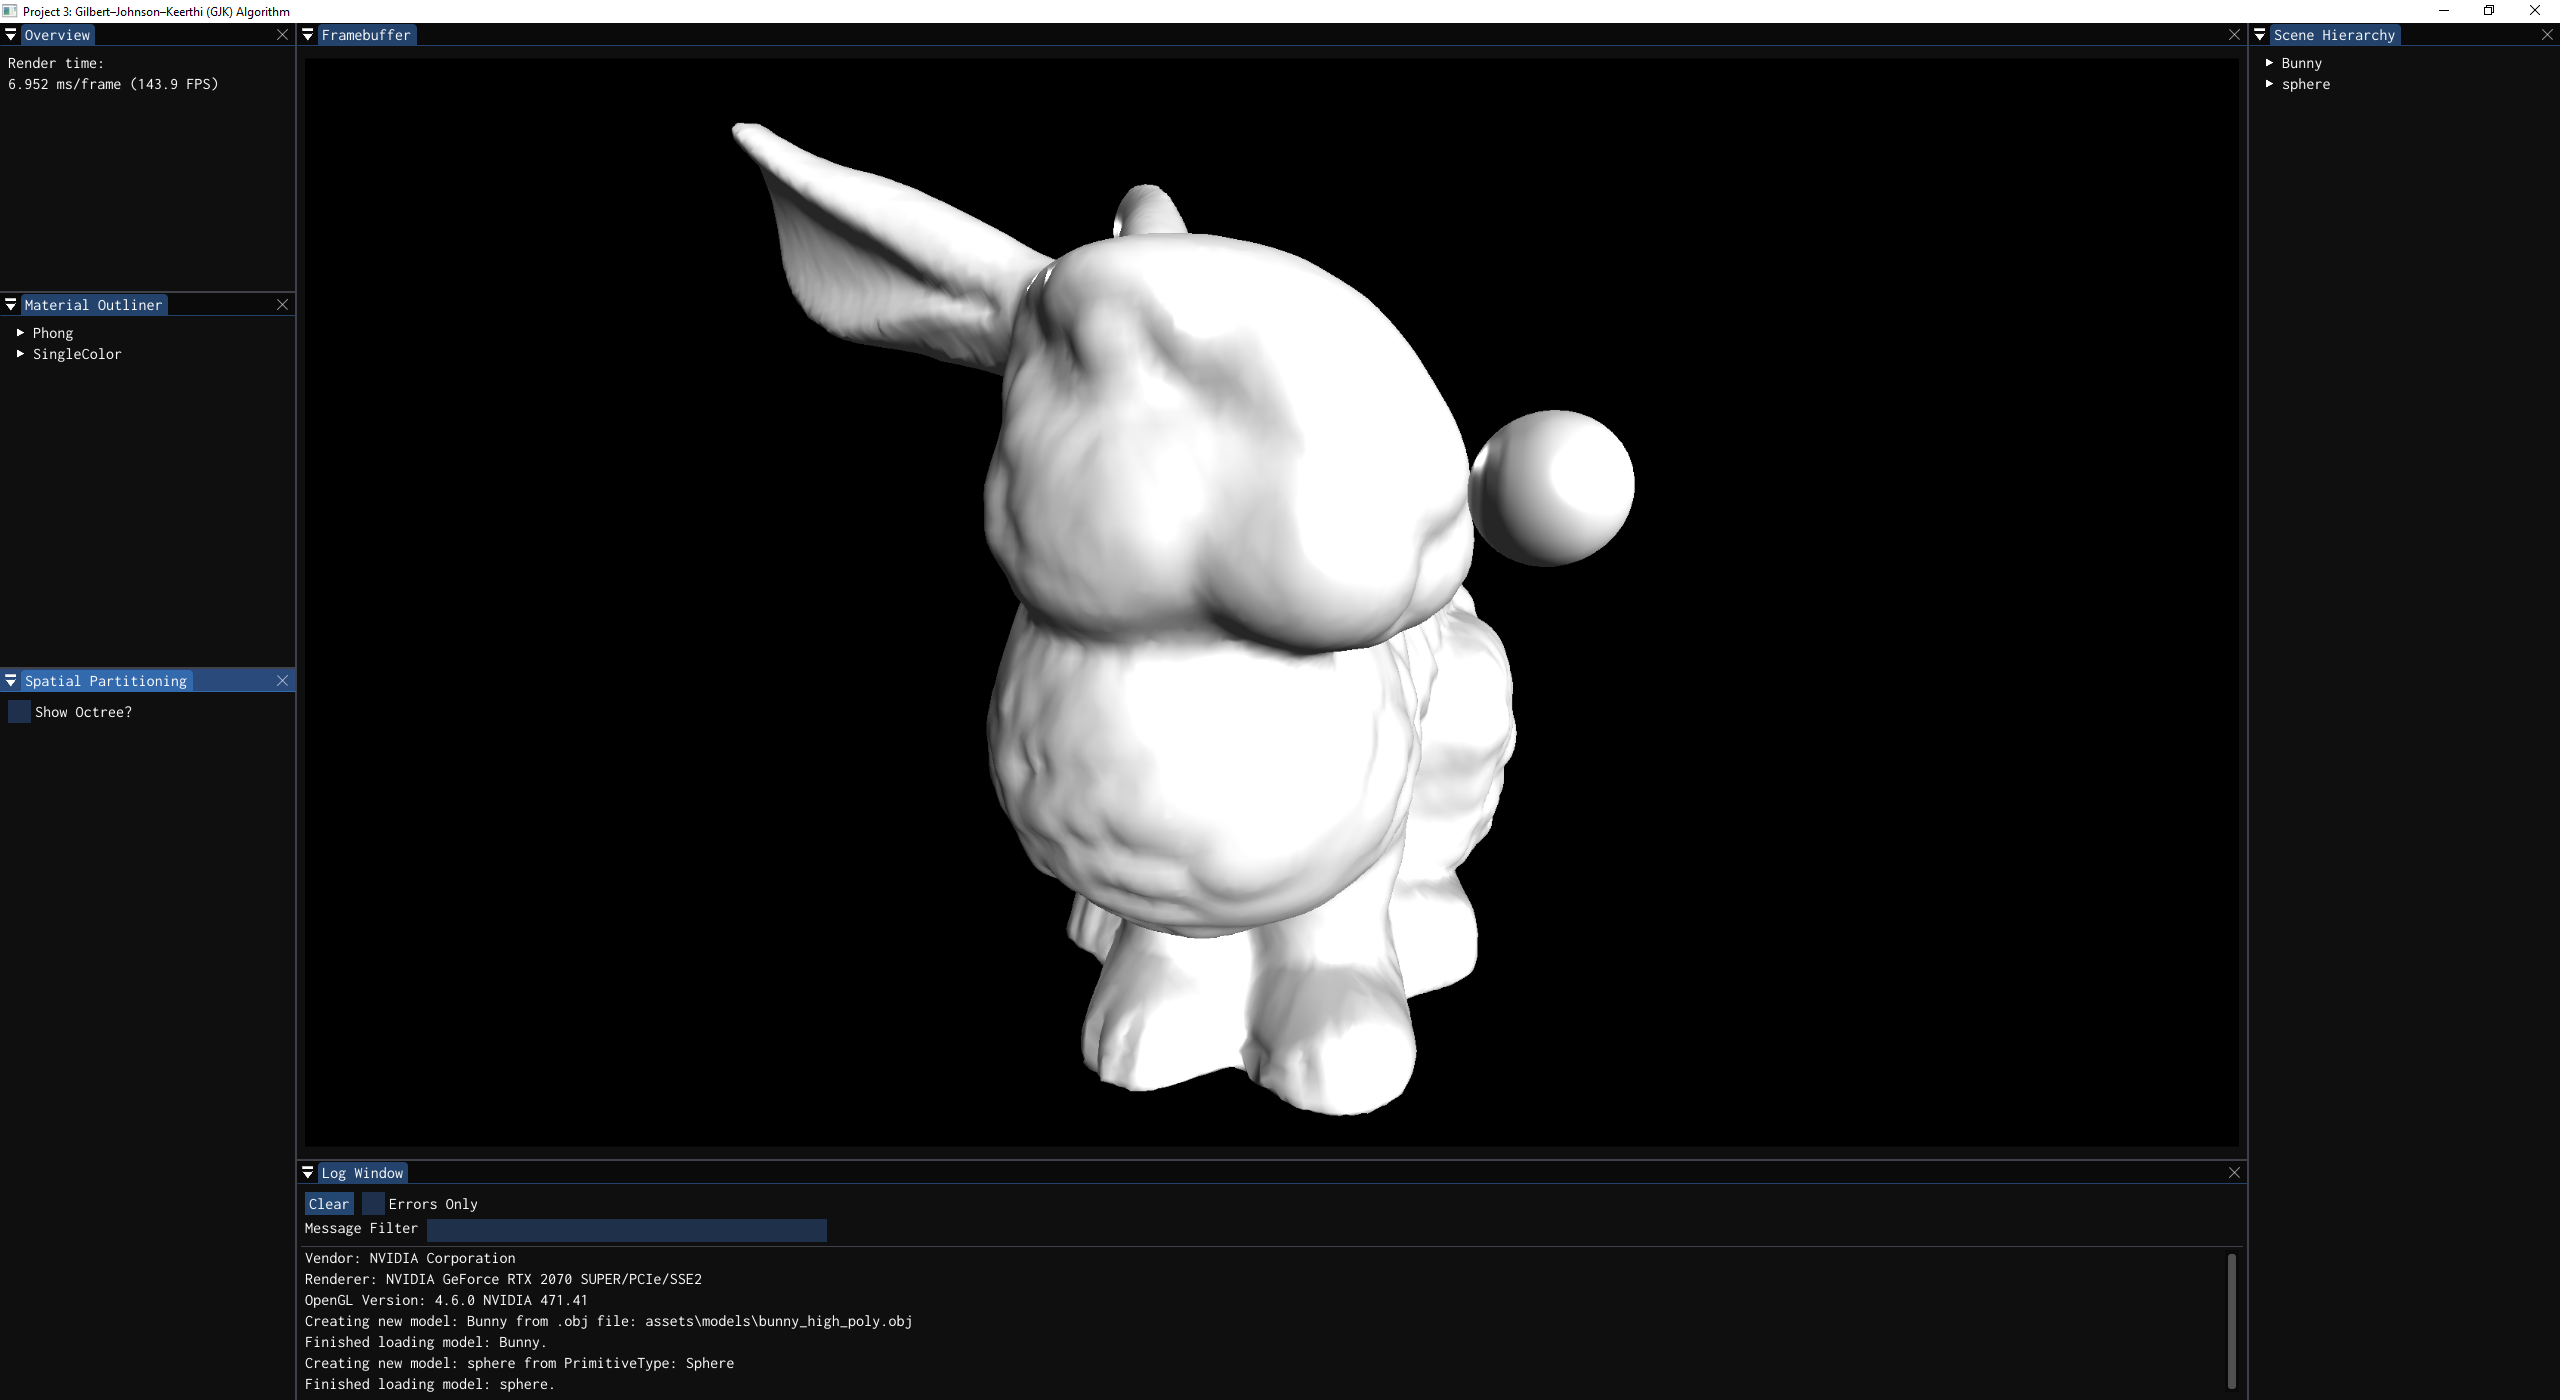 Project 3: Gilbert–Johnson–Keerthi (GJK) Algorithm
Overview
Render time:
6.952 ms/frame (143.9 FPS)
Material Outliner
Phong
SingleColor
Spatial Partitioning
Show Octree?
Framebuffer
Log Window
Clear Errors Only
Message Filter
Vendor: NVIDIA Corporation
Renderer: NVIDIA GeForce RTX 2070 SUPER/PCIe/SSE2
OpenGL Version: 4.6.0 NVIDIA 471.41
Creating new model: Bunny from .obj file: assets\models\bunny_high_poly.obj
Finished loading model: Bunny.
Creating new model: sphere from PrimitiveType: Sphere
Finished loading model: sphere.
Scene Hierarchy
Bunny
sphere